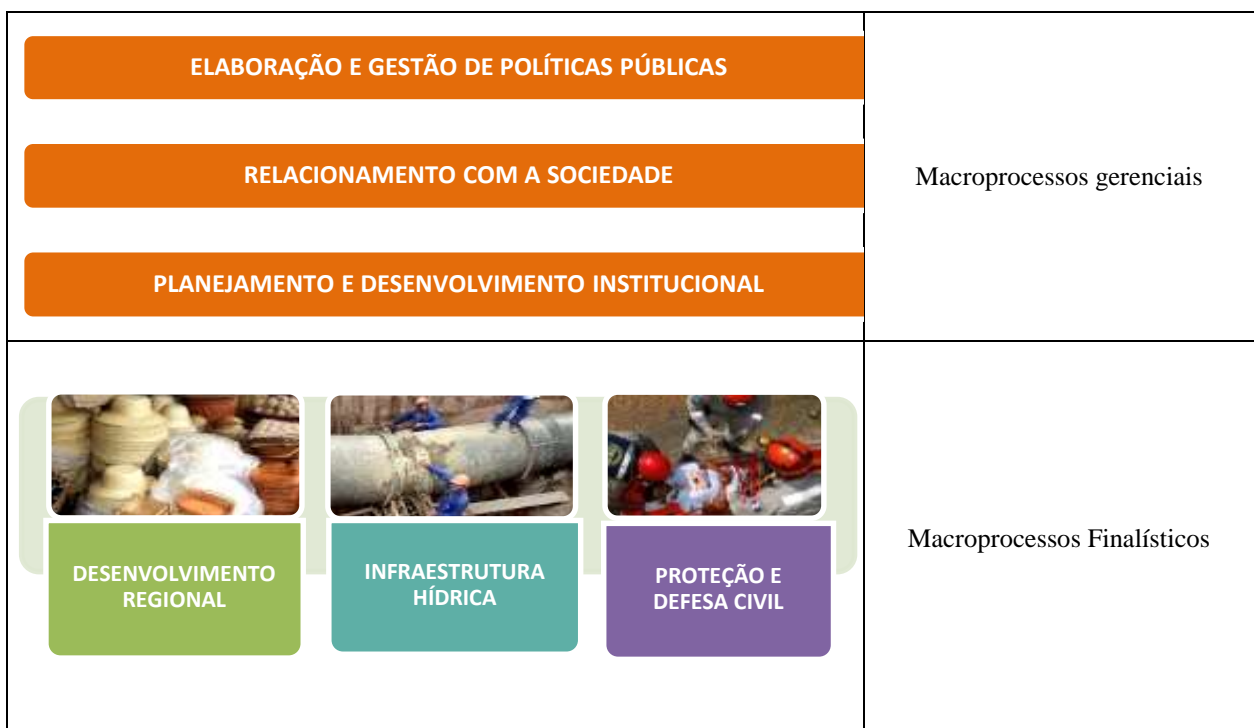 ELABORAÇÃO E GESTÃO DE POLÍTICAS PÚBLICAS
RELACIONAMENTO COM A SOCIEDADE
PLANEJAMENTO E DESENVOLVIMENTO INSTITUCIONAL
Macroprocessos gerenciais
DESENVOLVIMENTO
REGIONAL
INFRAESTRUTURA
HÍDRICA
PROTEÇÃO E
DEFESA CIVIL
Macroprocessos Finalísticos